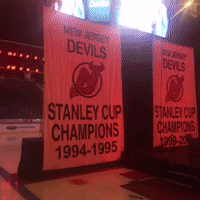 NEW JERSEY
DEVILS
STANLEY CUP
CHAMPIONS
1994-1995
NEW JERSEY
DEVILS
STANLEY CUP
CHAMPIONS